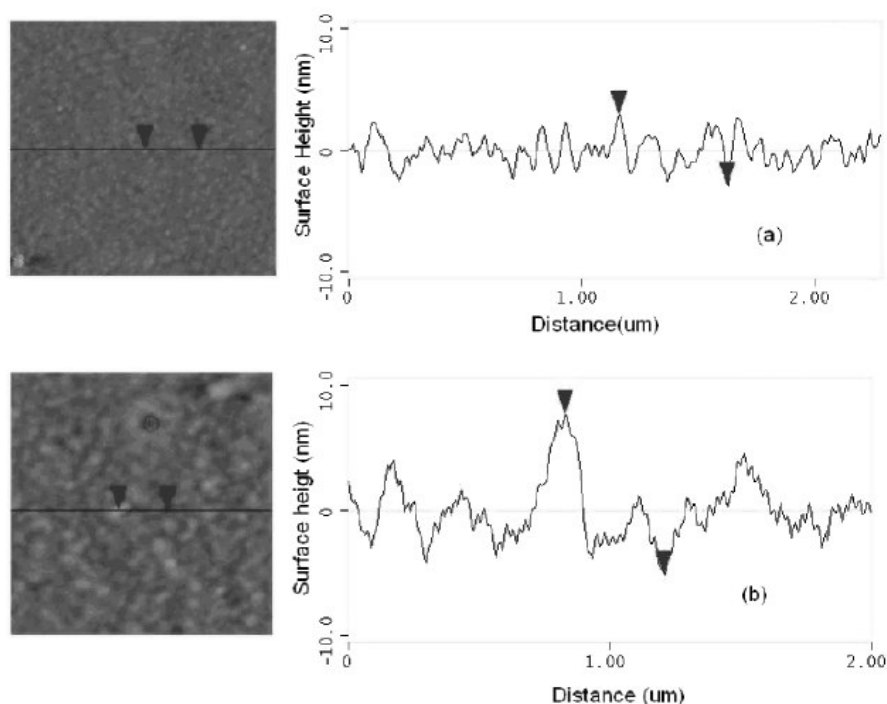 10.0
Surface Height (nm)
0
(a)
-10.0
0
1.00
2.00
Distance(um)
10.0
Surface heigt (nm)
0
(b)
-10.0
0
1.00
2.00
Distance (um)